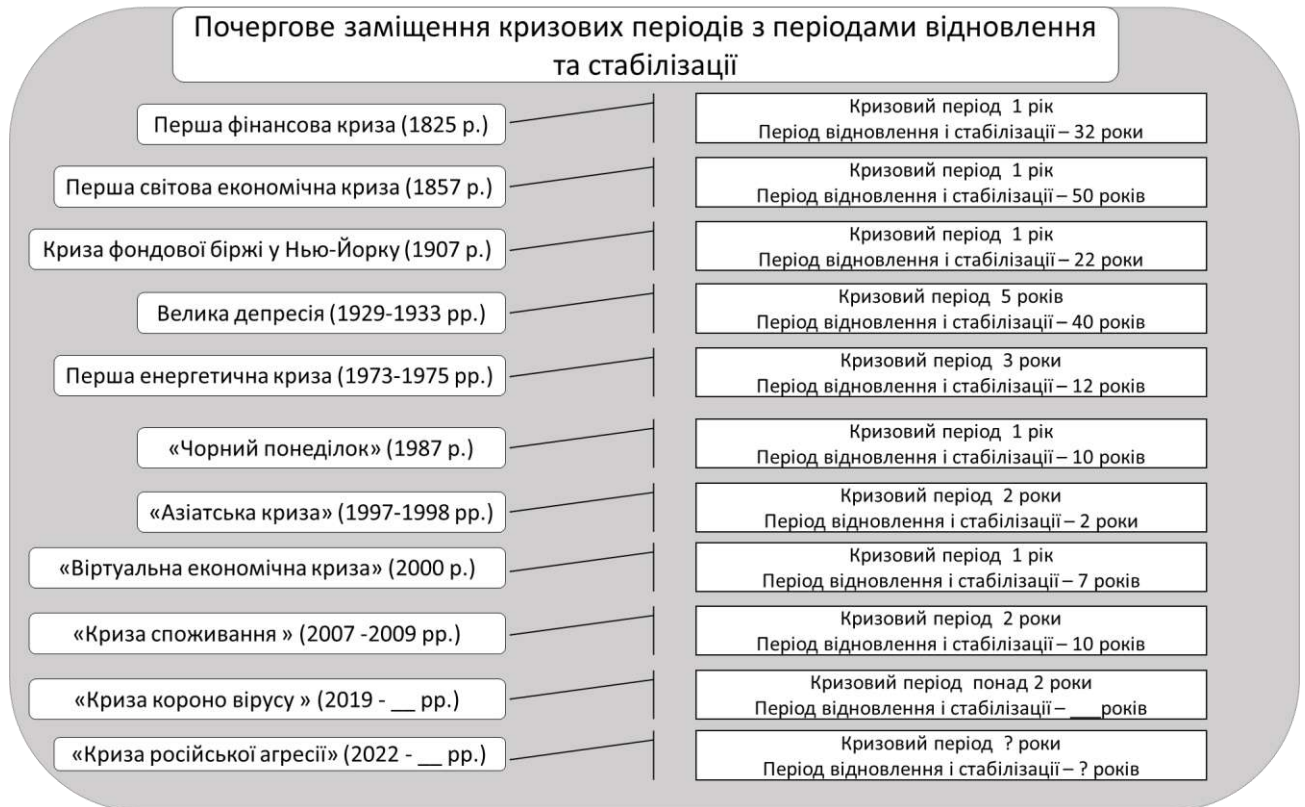 Почергове заміщення кризових періодів з періодами відновлення
та стабілізації
Перша фінансова криза (1825 р.)
Кризовий період 1 рік
Період відновлення і стабілізації – 32 роки
Перша світова економічна криза (1857 р.)
Кризовий період 1 рік
Період відновлення і стабілізації – 50 років
Криза фондової біржі у Нью-Йорку (1907 р.)
Кризовий період 1 рік
Період відновлення і стабілізації – 22 роки
Велика депресія (1929-1933 рр.)
Кризовий період 5 років
Період відновлення і стабілізації – 40 років
Перша енергетична криза (1973-1975 рр.)
Кризовий період 3 роки
Період відновлення і стабілізації – 12 років
«Чорний понеділок» (1987 р.)
Кризовий період 1 рік
Період відновлення і стабілізації – 10 років
«Азіатська криза» (1997-1998 рр.)
Кризовий період 2 роки
Період відновлення і стабілізації – 2 роки
«Віртуальна економічна криза» (2000 р.)
Кризовий період 1 рік
Період відновлення і стабілізації – 7 років
«Криза споживання » (2007 -2009 рр.)
Кризовий період 2 роки
Період відновлення і стабілізації – 10 років
«Криза короно вірусу » (2019 - __ рр.)
Кризовий період понад 2 роки
Період відновлення і стабілізації – ___років
«Криза російської агресії» (2022 - __ рр.)
Кризовий період ? роки
Період відновлення і стабілізації – ? років